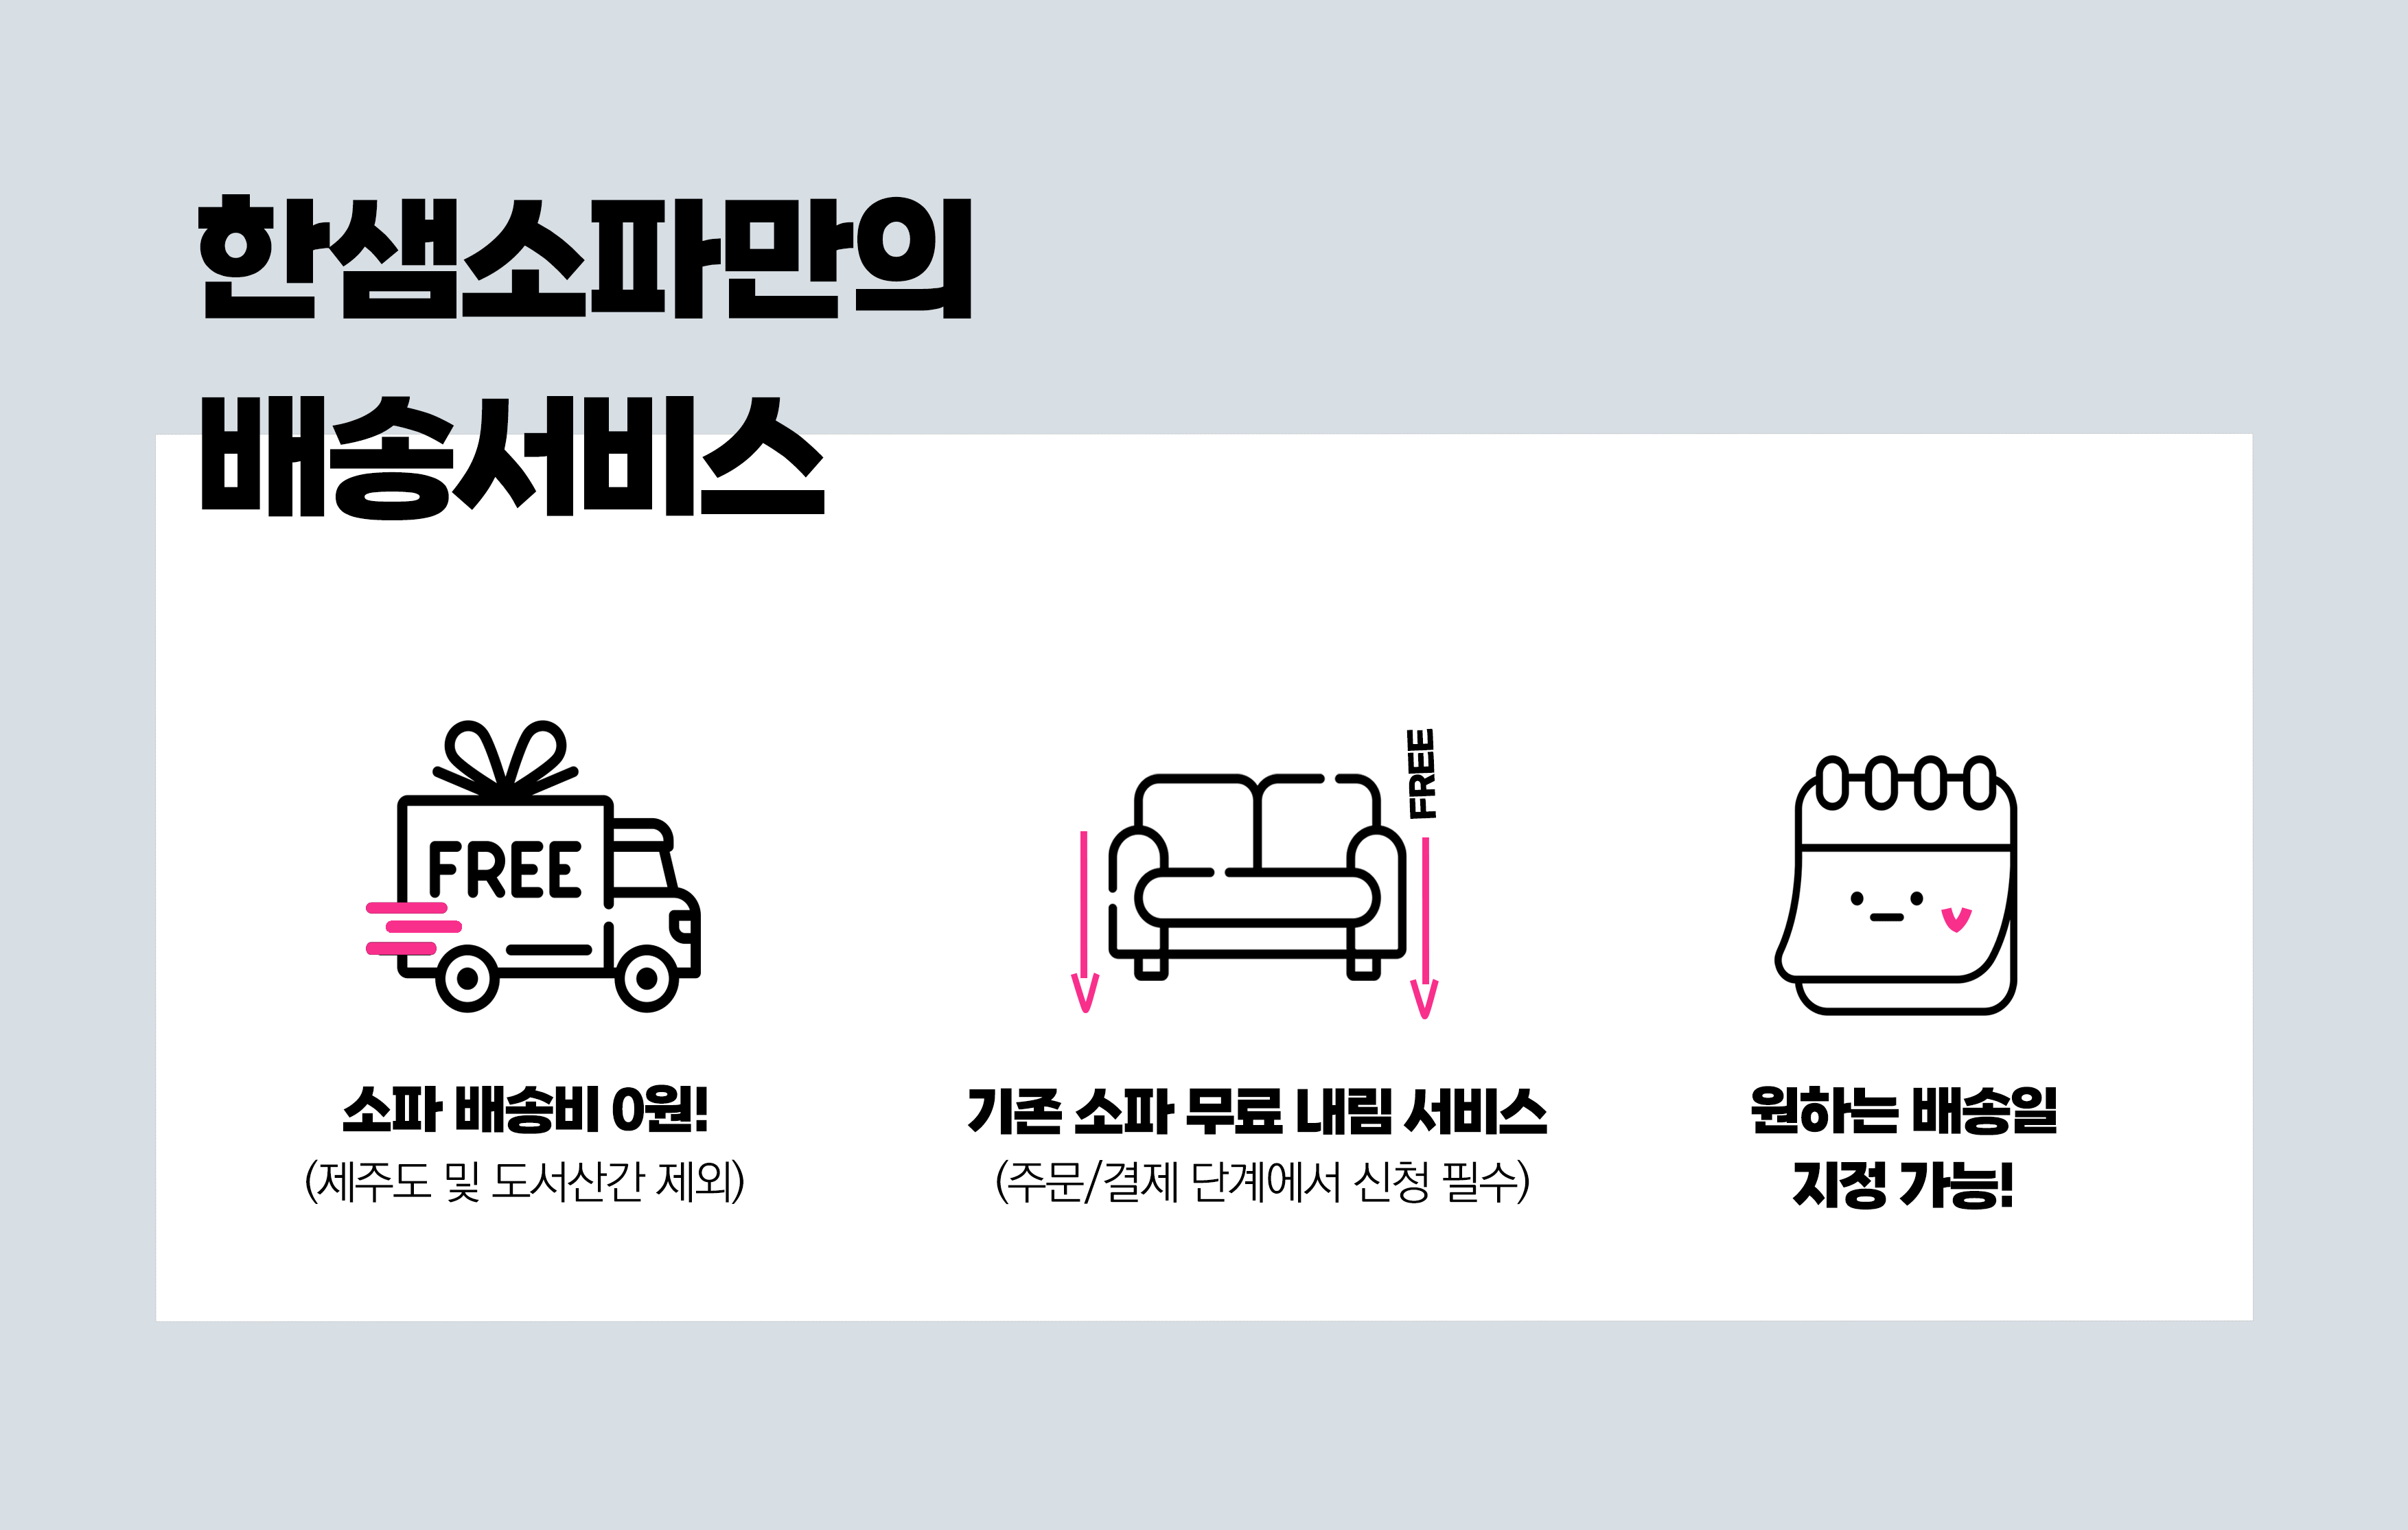 한샘소파만의
배송서비스
FREE
소파 배송비 0원!
(제주도 및 도서산간 제외)
FREE
기존 소파 무료 내림 서비스
(주문/결제 단계에서 신청 필수)
원하는 배송일
지정 가능!